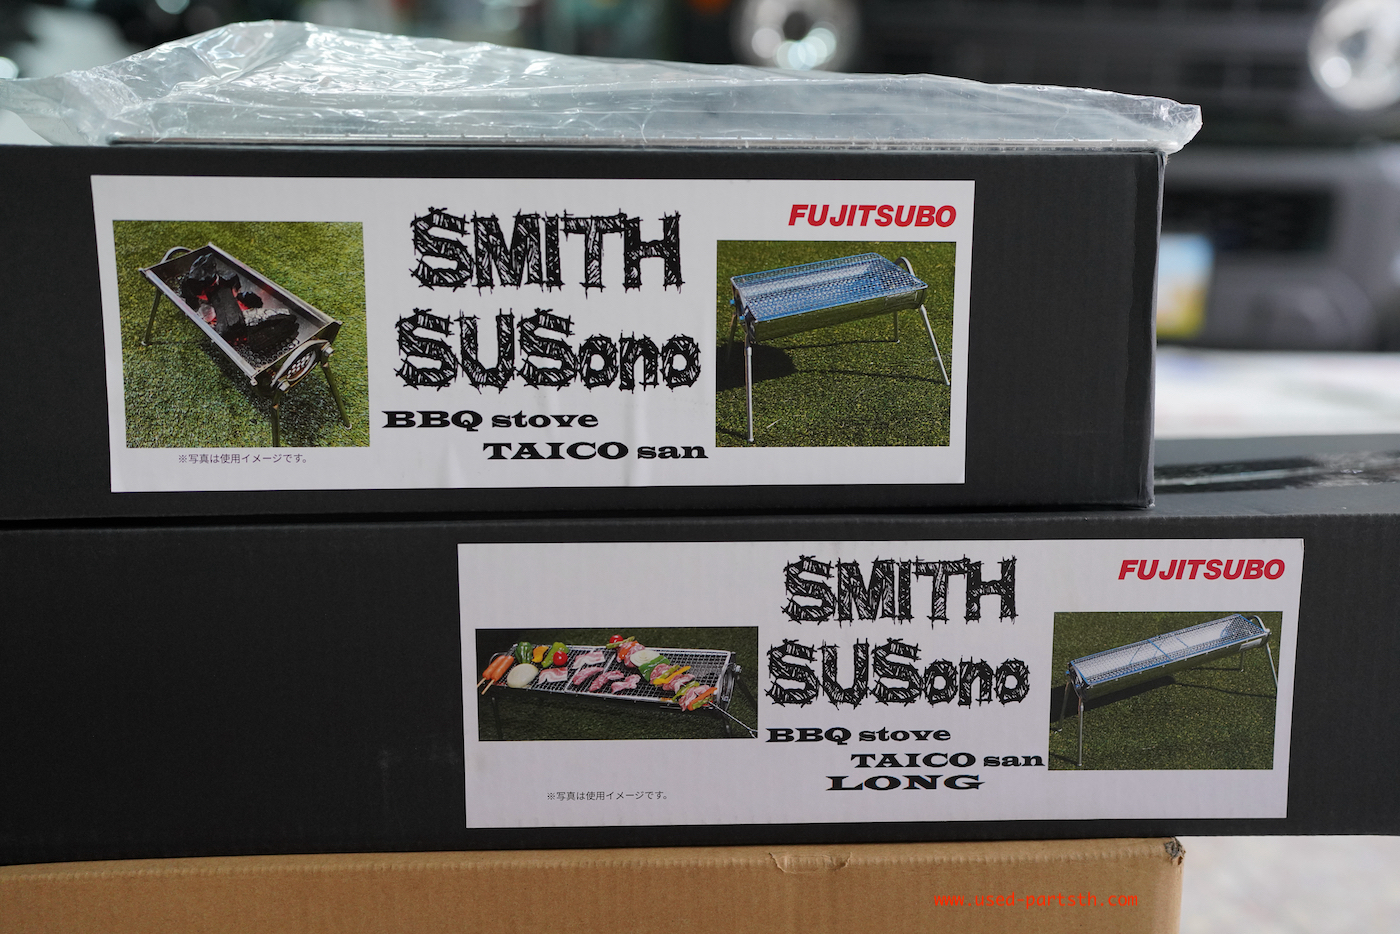 FUJITSUBO
SMITH
SUSono
BBQ stove
TAICO san
※写真は使用イメージです。
FUJITSUBO
SMITH
SUSono
BBQ stove
TAICO san
LONG
※写真は使用イメージです。
www.used-partsth.com